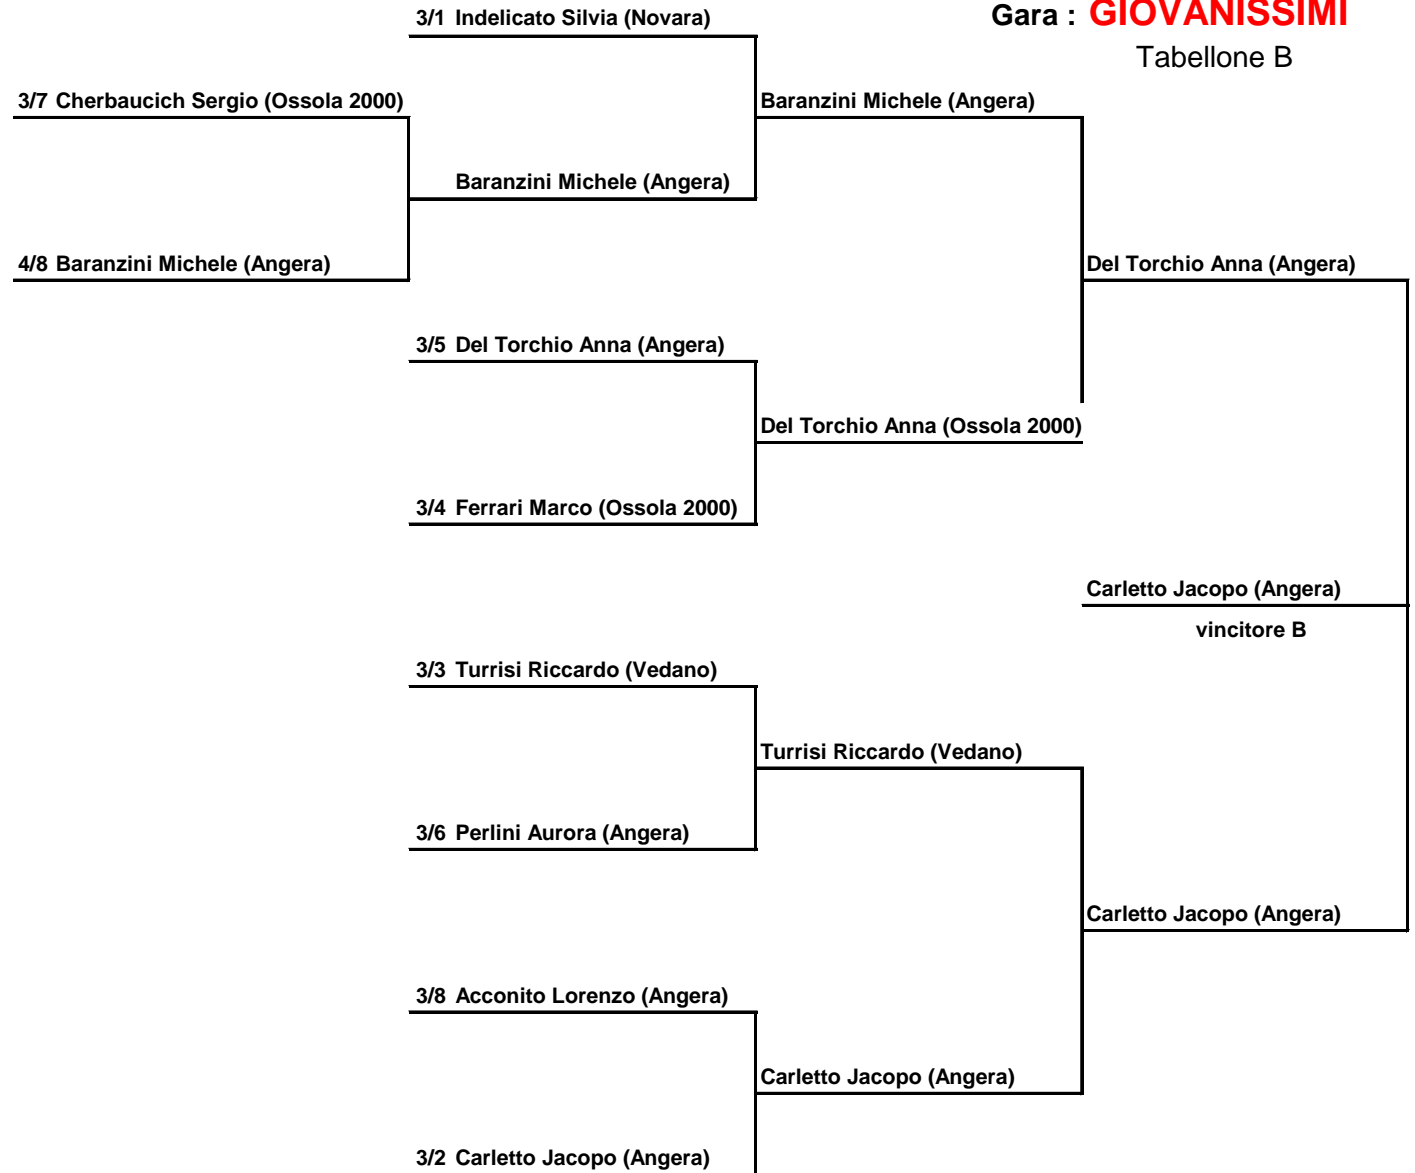 3/1 Indelicato Silvia (Novara)
Gara : GIOVANISSIMI
Tabellone B
3/7 Cherbaucich Sergio (Ossola 2000)
Baranzini Michele (Angera)
Baranzini Michele (Angera)
4/8 Baranzini Michele (Angera)
Del Torchio Anna (Angera)
3/5 Del Torchio Anna (Angera)
Del Torchio Anna (Ossola 2000)
3/4 Ferrari Marco (Ossola 2000)
Carletto Jacopo (Angera)
vincitore B
3/3 Turrisi Riccardo (Vedano)
Turrisi Riccardo (Vedano)
3/6 Perlini Aurora (Angera)
Carletto Jacopo (Angera)
3/8 Acconito Lorenzo (Angera)
Carletto Jacopo (Angera)
3/2 Carletto Jacopo (Angera)